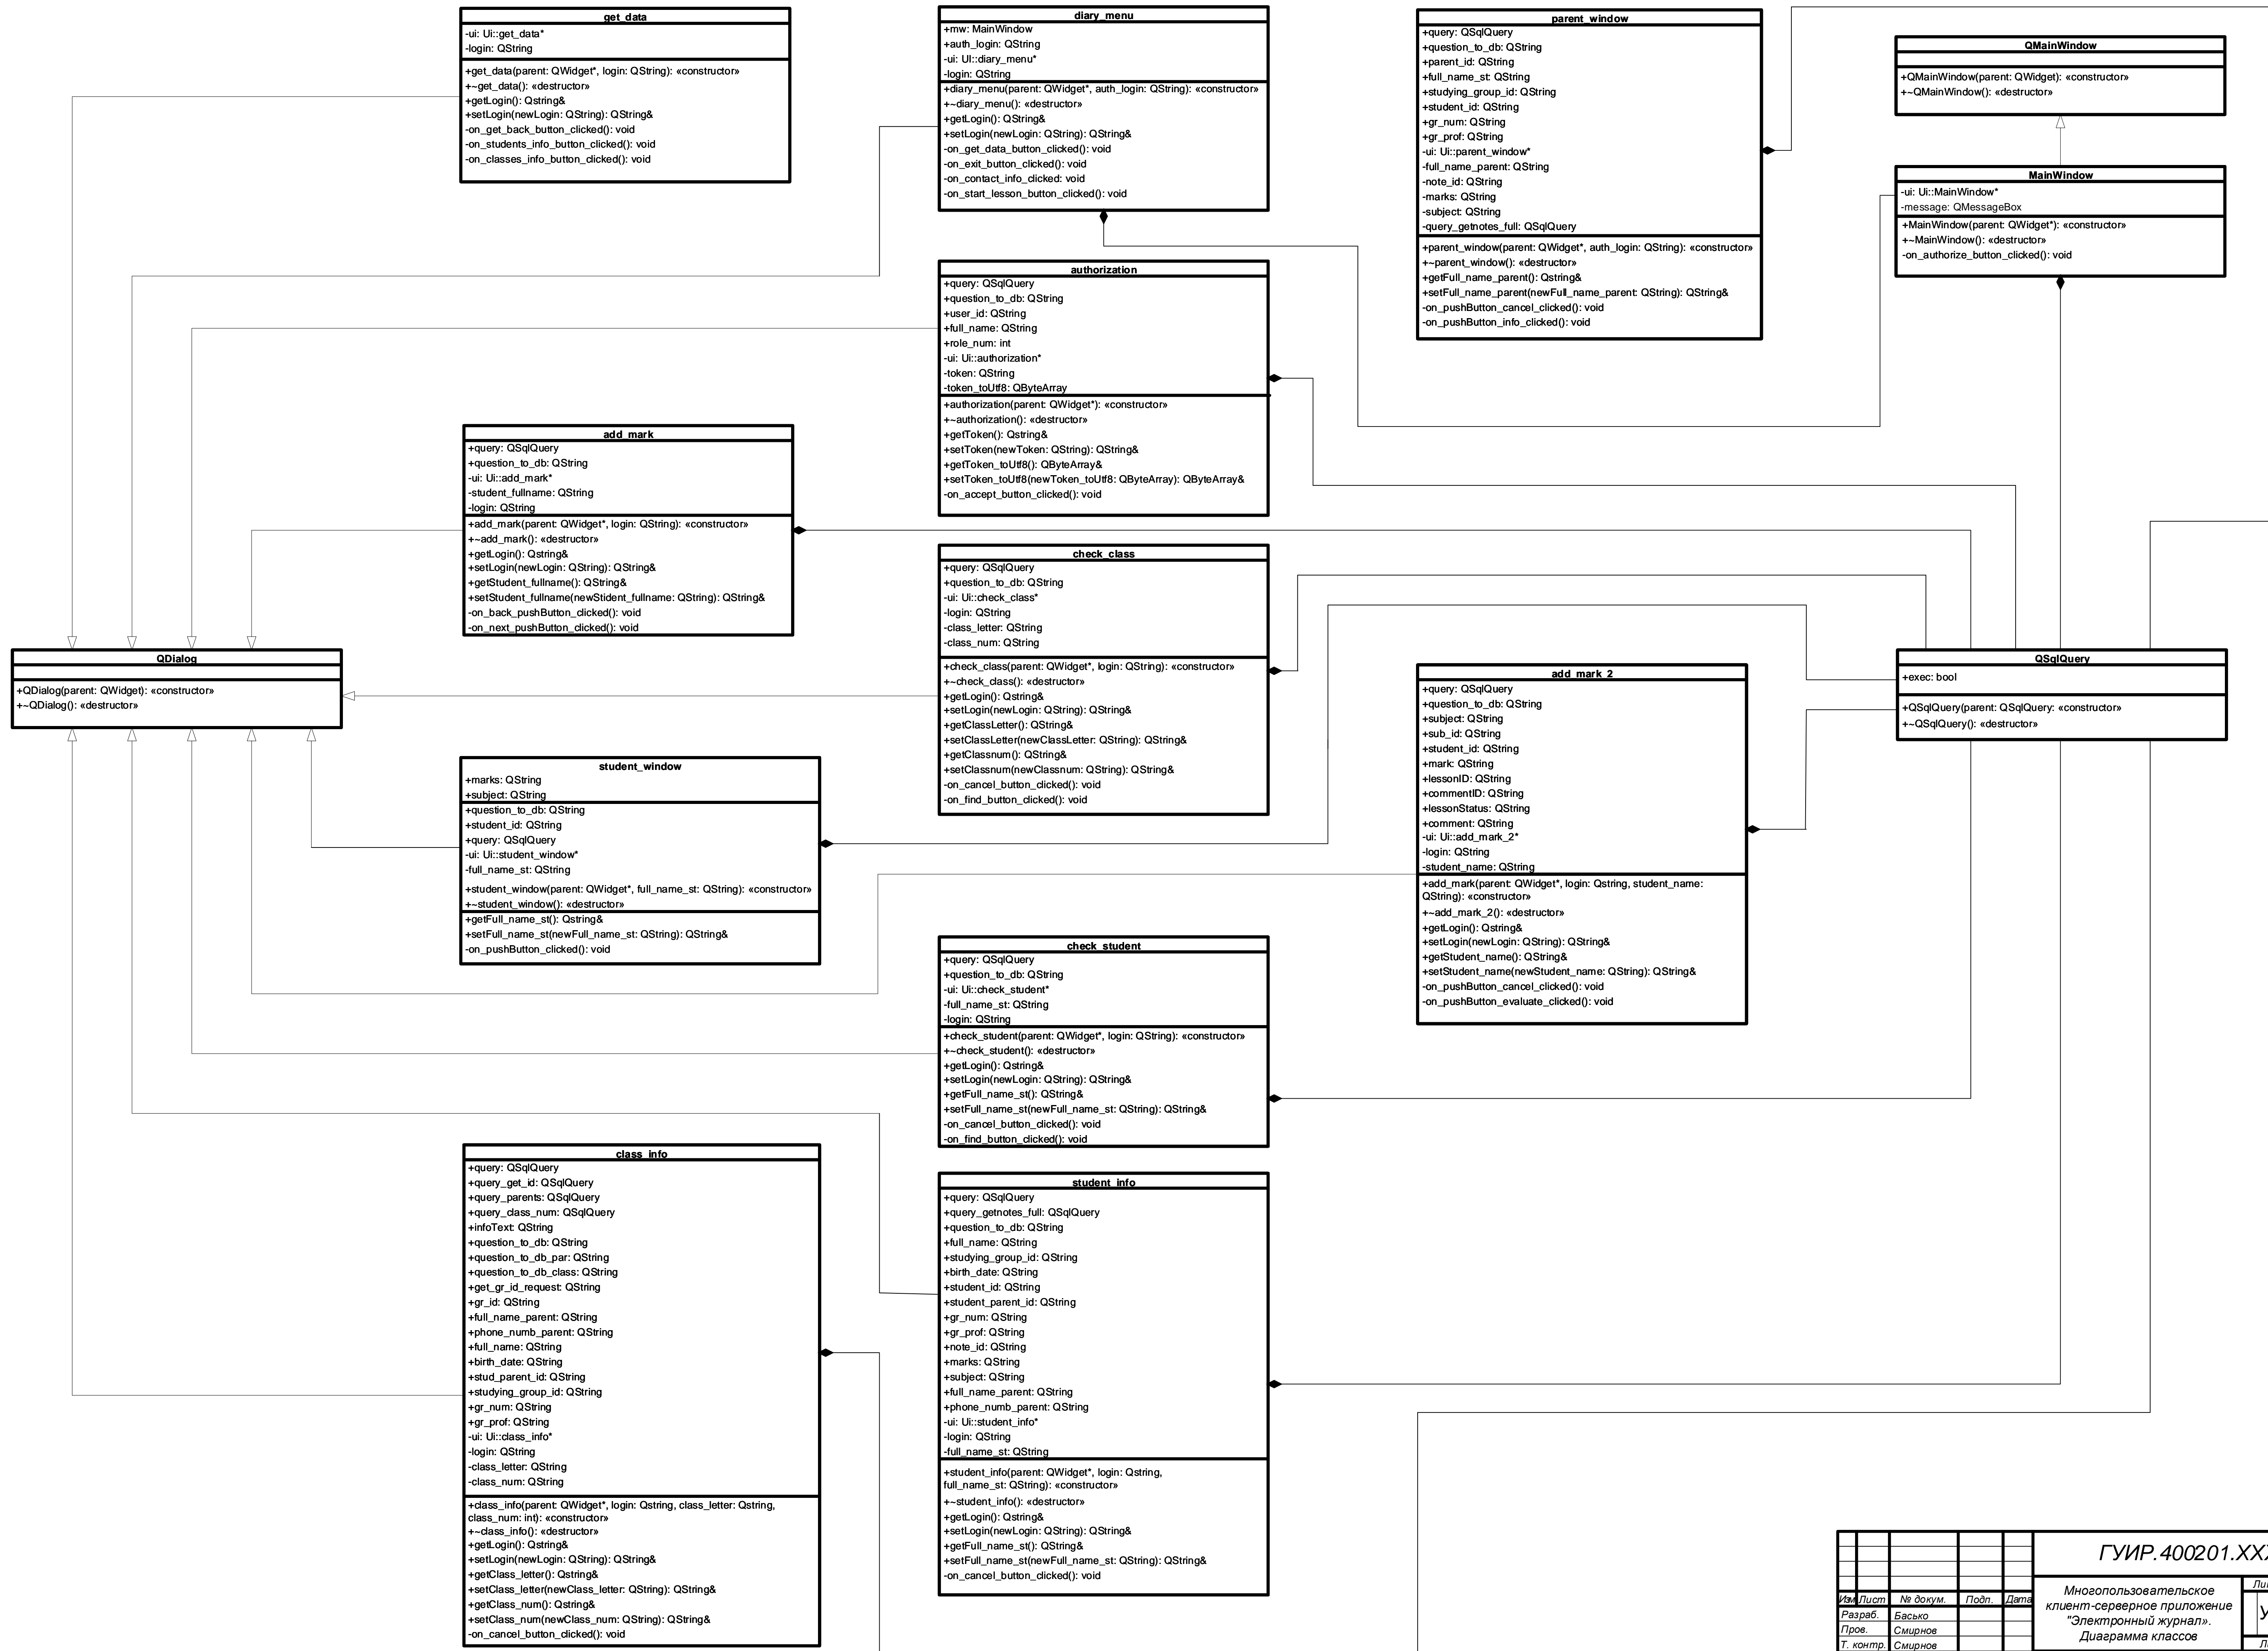 get_data
-ui: Ui::get_data*
-login: QString
+get_data(parent: QWidget*, login: QString): «constructor»
+~get_data(): «destructor»
+getLogin(): Qstring&
+setLogin(newLogin: QString): QString&
-on_get_back_button_clicked(): void
-on_students_info_button_clicked(): void
-on_classes_info_button_clicked(): void
diary_menu
+mw: MainWindow
+auth_login: QString
-ui: UI::diary_menu*
-login: QString
+diary_menu(parent: QWidget*, auth_login: QString): «constructor»
+~diary_menu(): «destructor»
+getLogin(): QString&
+setLogin(newLogin: QString): QString&
-on_get_data_button_clicked(): void
-on_exit_button_clicked(): void
-on_contact_info_clicked: void
-on_start_lesson_button_clicked(): void
parent_window
+query: QSqlQuery
+question_to_db: QString
+parent_id: QString
+full_name_st: QString
+studying_group_id: QString
+student_id: QString
+gr_num: QString
+gr_prof: QString
-ui: Ui::parent_window*
-full_name_parent: QString
-note_id: QString
-marks: QString
-subject: QString
-query_getnotes_full: QSqlQuery
+parent_window(parent: QWidget*, auth_login: QString): «constructor»
+~parent_window(): «destructor»
+getFull_name_parent(): Qstring&
+setFull_name_parent(newFull_name_parent: QString): QString&
-on_pushButton_cancel_clicked(): void
-on_pushButton_info_clicked(): void
QMainWindow
+QMainWindow(parent: QWidget): «constructor»
+~QMainWindow(): «destructor»
MainWindow
-ui: Ui::MainWindow*
-message: QMessageBox
+MainWindow(parent: QWidget*): «constructor»
+~MainWindow(): «destructor»
-on_authorize_button_clicked(): void
authorization
+query: QSqlQuery
+question_to_db: QString
+user_id: QString
+full_name: QString
+role_num: int
-ui: Ui::authorization*
-token: QString
-token_toUtf8: QByteArray
+authorization(parent: QWidget*): «constructor»
+~authorization(): «destructor»
+getToken(): Qstring&
+setToken(newToken: QString): QString&
+getToken_toUtf8(): QByteArray&
+setToken_toUtf8(newToken_toUtf8: QByteArray): QByteArray&
-on_accept_button_clicked(): void
add_mark
+query: QSqlQuery
+question_to_db: QString
-ui: Ui::add_mark*
-student_fullname: QString
-login: QString
+add_mark(parent: QWidget*, login: QString): «constructor»
+~add_mark(): «destructor»
+getLogin(): Qstring&
+setLogin(newLogin: QString): QString&
+getStudent_fullname(): QString&
+setStudent_fullname(newStident_fullname: QString): QString&
-on_back_pushButton_clicked(): void
-on_next_pushButton_clicked(): void
check_class
+query: QSqlQuery
+question_to_db: QString
-ui: Ui::check_class*
-login: QString
-class_letter: QString
-class_num: QString
+check_class(parent: QWidget*, login: QString): «constructor»
+~check_class(): «destructor»
+getLogin(): Qstring&
+setLogin(newLogin: QString): QString&
+getClassLetter(): QString&
+setClassLetter(newClassLetter: QString): QString&
+getClassnum(): QString&
+setClassnum(newClassnum: QString): QString&
-on_cancel_button_clicked(): void
-on_find_button_clicked(): void
QDialog
+QDialog(parent: QWidget): «constructor»
+~QDialog(): «destructor»
QSqlQuery
+exec: bool
+QSqlQuery(parent: QSqlQuery: «constructor»
+~QSqlQuery(): «destructor»
add_mark_2
+query: QSqlQuery
+question_to_db: QString
+subject: QString
+sub_id: QString
+student_id: QString
+mark: QString
+lessonID: QString
+commentID: QString
+lessonStatus: QString
+comment: QString
-ui: Ui::add_mark_2*
-login: QString
-student_name: QString
+add_mark(parent: QWidget*, login: Qstring, student_name:
QString): «constructor»
+~add_mark_2(): «destructor»
+getLogin(): Qstring&
+setLogin(newLogin: QString): QString&
+getStudent_name(): QString&
+setStudent_name(newStudent_name: QString): QString&
-on_pushButton_cancel_clicked(): void
-on_pushButton_evaluate_clicked(): void
student_window
+marks: QString
+subject: QString
+question_to_db: QString
+student_id: QString
+query: QSqlQuery
-ui: Ui::student_window*
-full_name_st: QString
+student_window(parent: QWidget*, full_name_st: QString): «constructor»
+~student_window(): «destructor»
+getFull_name_st(): Qstring&
+setFull_name_st(newFull_name_st: QString): QString&
-on_pushButton_clicked(): void
check_student
+query: QSqlQuery
+question_to_db: QString
-ui: Ui::check_student*
-full_name_st: QString
-login: QString
+check_student(parent: QWidget*, login: QString): «constructor»
+~check_student(): «destructor»
+getLogin(): Qstring&
+setLogin(newLogin: QString): QString&
+getFull_name_st(): QString&
+setFull_name_st(newFull_name_st: QString): QString&
-on_cancel_button_clicked(): void
-on_find_button_clicked(): void
class_info
+query: QSqlQuery
+query_get_id: QSqlQuery
+query_parents: QSqlQuery
+query_class_num: QSqlQuery
+infoText: QString
+question_to_db: QString
+question_to_db_par: QString
+question_to_db_class: QString
+get_gr_id_request: QString
+gr_id: QString
+full_name_parent: QString
+phone_numb_parent: QString
+full_name: QString
+birth_date: QString
+stud_parent_id: QString
+studying_group_id: QString
+gr_num: QString
+gr_prof: QString
-ui: Ui::class_info*
-login: QString
-class_letter: QString
-class_num: QString
+class_info(parent: QWidget*, login: Qstring, class_letter: Qstring,
class_num: int): «constructor»
+~class_info(): «destructor»
+getLogin(): Qstring&
+setLogin(newLogin: QString): QString&
+getClass_letter(): Qstring&
+setClass_letter(newClass_letter: QString): QString&
+getClass_num(): Qstring&
+setClass_num(newClass_num: QString): QString&
-on_cancel_button_clicked(): void
student_info
+query: QSqlQuery
+query_getnotes_full: QSqlQuery
+question_to_db: QString
+full_name: QString
+studying_group_id: QString
+birth_date: QString
+student_id: QString
+student_parent_id: QString
+gr_num: QString
+gr_prof: QString
+note_id: QString
+marks: QString
+subject: QString
+full_name_parent: QString
+phone_numb_parent: QString
-ui: Ui::student_info*
-login: QString
-full_name_st: QString
+student_info(parent: QWidget*, login: Qstring,
full_name_st: QString): «constructor»
+~student_info(): «destructor»
+getLogin(): Qstring&
+setLogin(newLogin: QString): QString&
+getFull_name_st(): QString&
+setFull_name_st(newFull_name_st: QString): QString&
-on_cancel_button_clicked(): void
ГУИР.400201.XX
Изм Лист № докум. Подп. Дата
Разраб. Басько
Пров. Смирнов
Т. контр. Смирнов
Многопользовательское
клиент-серверное приложение
"Электронный журнал».
Диаграмма классов
У